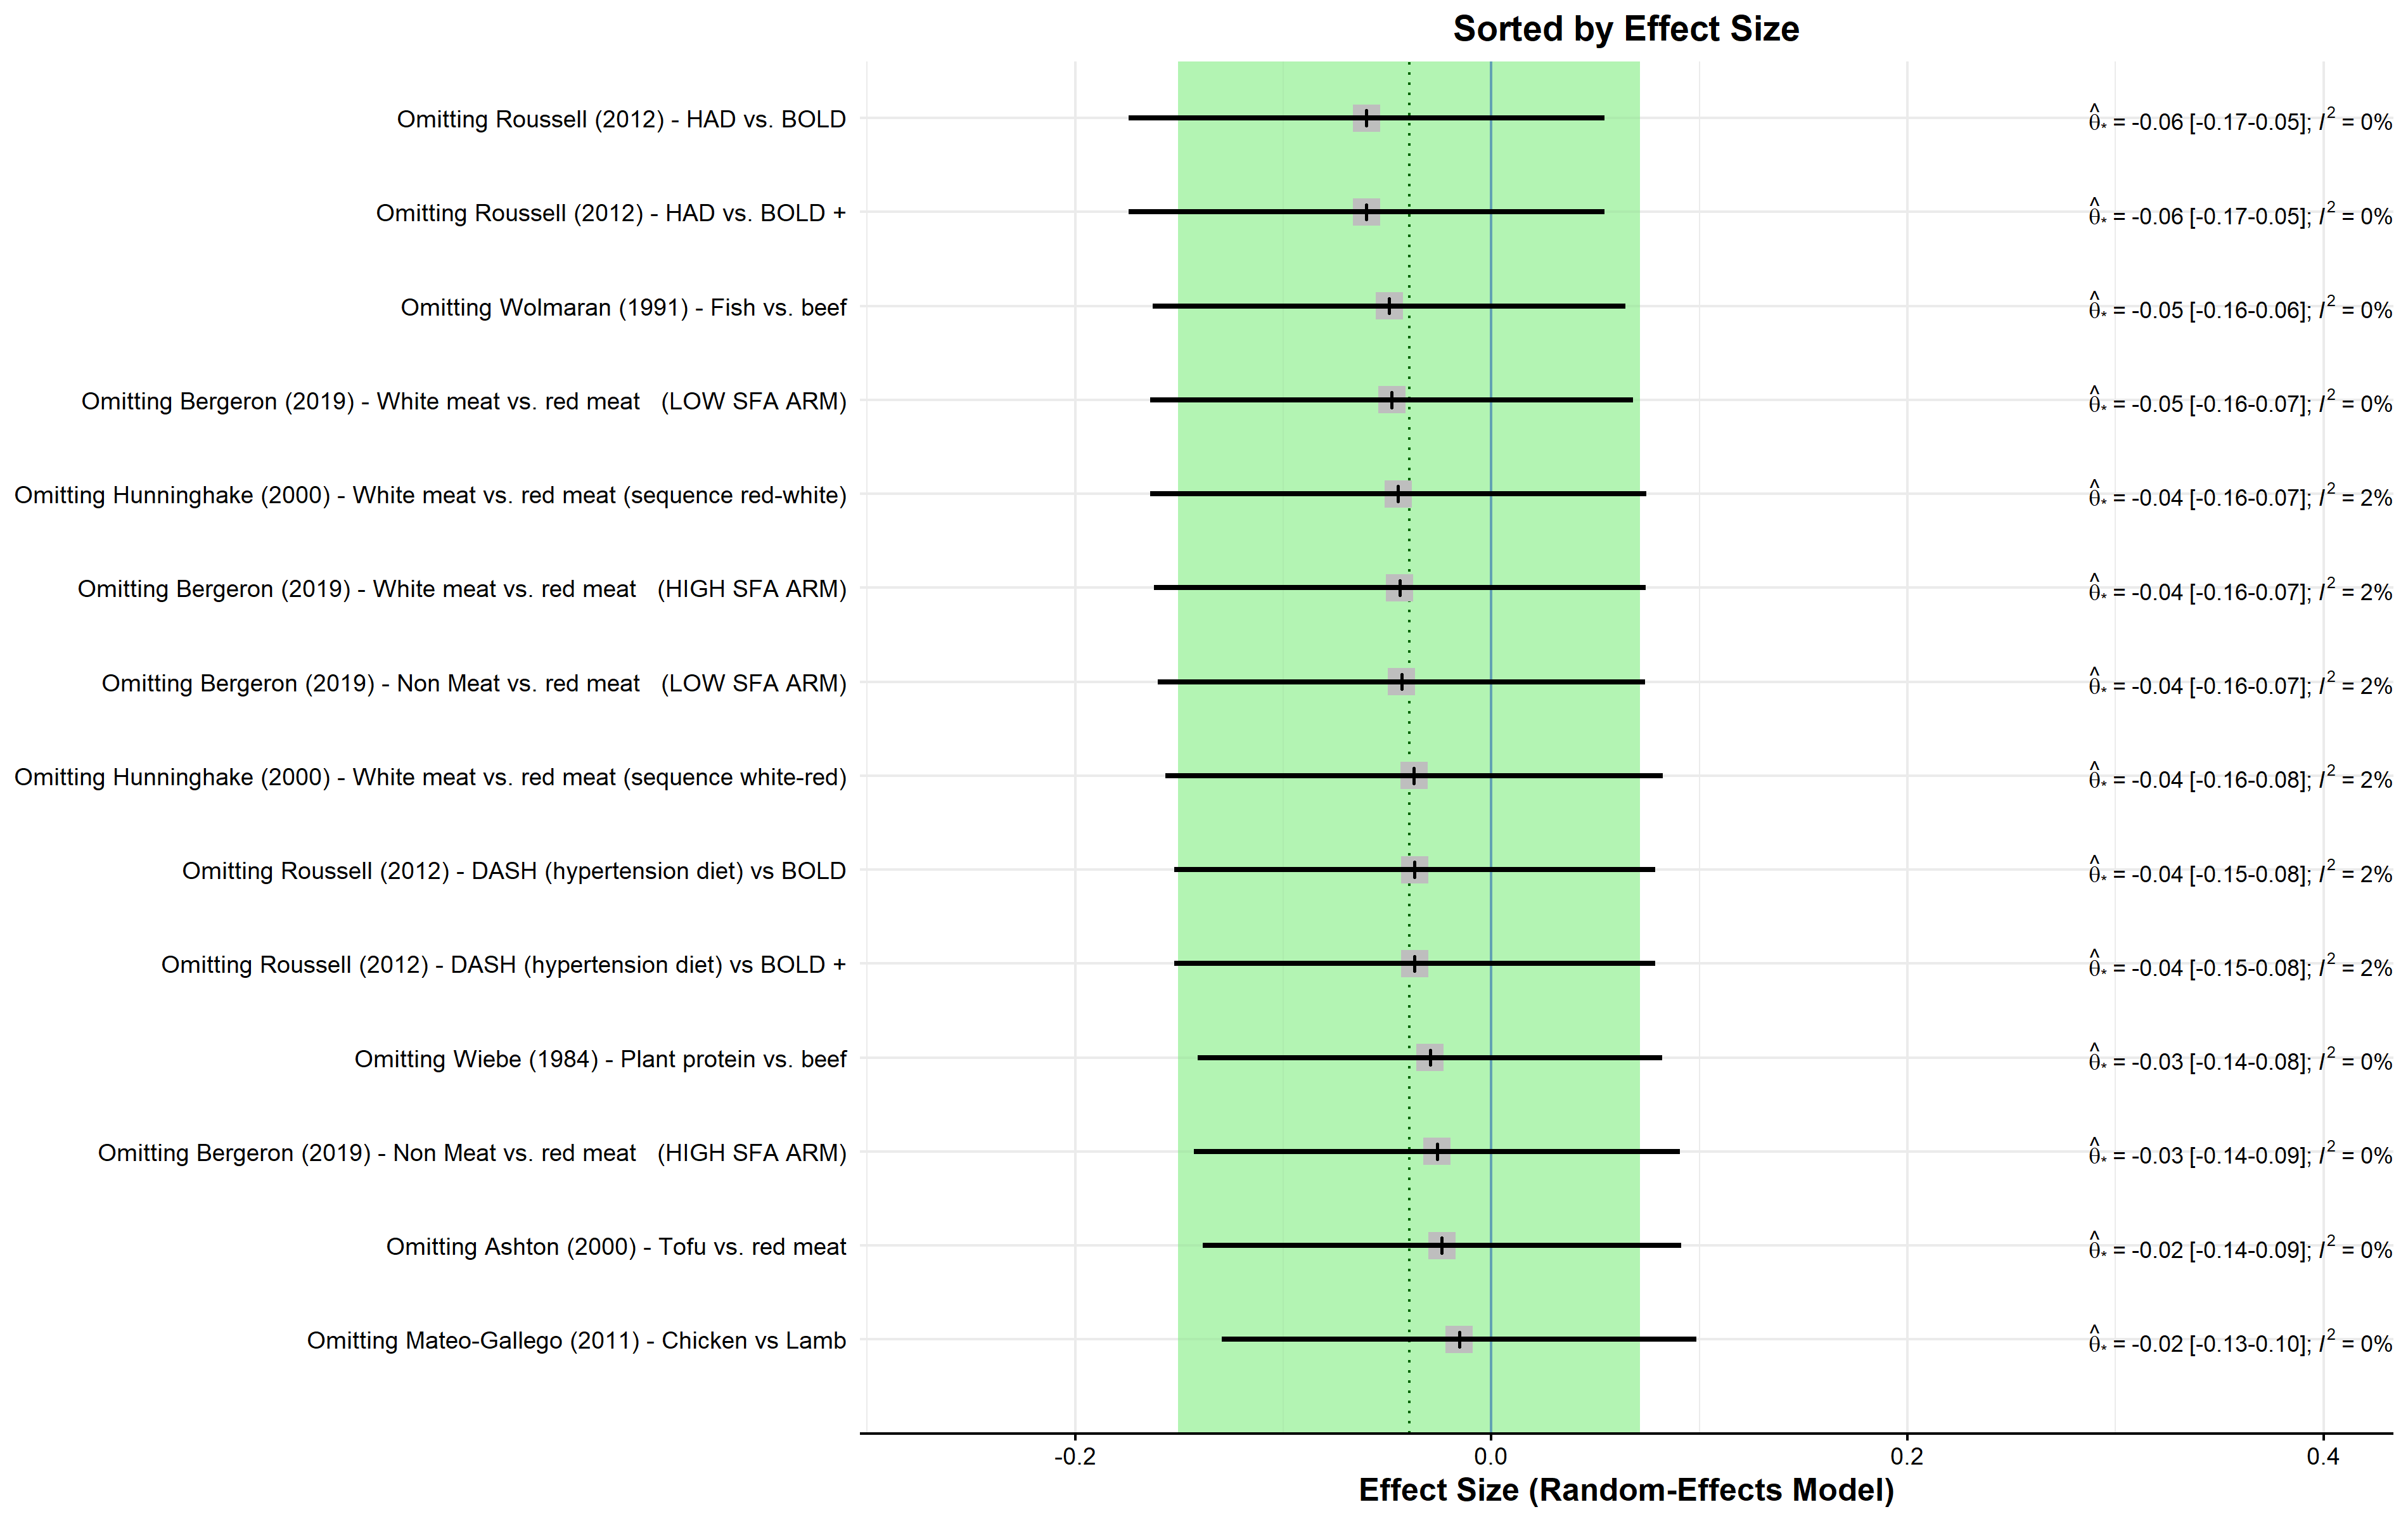 Sorted by Effect Size
Omitting Roussell (2012) - HAD vs. BOLD θ̂* = -0.06 [-0.17-0.05]; I² = 0%
Omitting Roussell (2012) - HAD vs. BOLD + θ̂* = -0.06 [-0.17-0.05]; I² = 0%
Omitting Wolmaran (1991) - Fish vs. beef θ̂* = -0.05 [-0.16-0.06]; I² = 0%
Omitting Bergeron (2019) - White meat vs. red meat (LOW SFA ARM) θ̂* = -0.05 [-0.16-0.07]; I² = 0%
Omitting Hunninghake (2000) - White meat vs. red meat (sequence red-white) θ̂* = -0.04 [-0.16-0.07]; I² = 2%
Omitting Bergeron (2019) - White meat vs. red meat (HIGH SFA ARM) θ̂* = -0.04 [-0.16-0.07]; I² = 2%
Omitting Bergeron (2019) - Non Meat vs. red meat (LOW SFA ARM) θ̂* = -0.04 [-0.16-0.07]; I² = 2%
Omitting Hunninghake (2000) - White meat vs. red meat (sequence white-red) θ̂* = -0.04 [-0.16-0.08]; I² = 2%
Omitting Roussell (2012) - DASH (hypertension diet) vs BOLD θ̂* = -0.04 [-0.15-0.08]; I² = 2%
Omitting Roussell (2012) - DASH (hypertension diet) vs BOLD + θ̂* = -0.04 [-0.15-0.08]; I² = 2%
Omitting Wiebe (1984) - Plant protein vs. beef θ̂* = -0.03 [-0.14-0.08]; I² = 0%
Omitting Bergeron (2019) - Non Meat vs. red meat (HIGH SFA ARM) θ̂* = -0.03 [-0.14-0.09]; I² = 0%
Omitting Ashton (2000) - Tofu vs. red meat θ̂* = -0.02 [-0.14-0.09]; I² = 0%
Omitting Mateo-Gallego (2011) - Chicken vs Lamb θ̂* = -0.02 [-0.13-0.10]; I² = 0%
-0.2 0.0 0.2 0.4
Effect Size (Random-Effects Model)